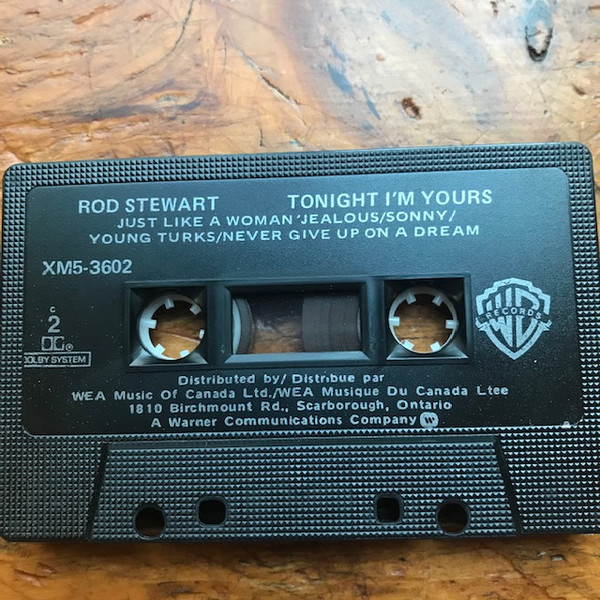 ROD STEWART TONIGHT I'M YOURS
JUST LIKE A WOMAN 'JEALOUS/SONNY/
YOUNG TURKS/NEVER GIVE UP ON A DREAM
XM5-3602
C
2
DOLBY SYSTEM
WB
RECORDS
Distributed by/ Distribue par
WEA Music Of Canada Ltd./WEA Musique Du Canada Ltee
1810 Birchmount Rd., Scarborough, Ontario
A Warner Communications Company